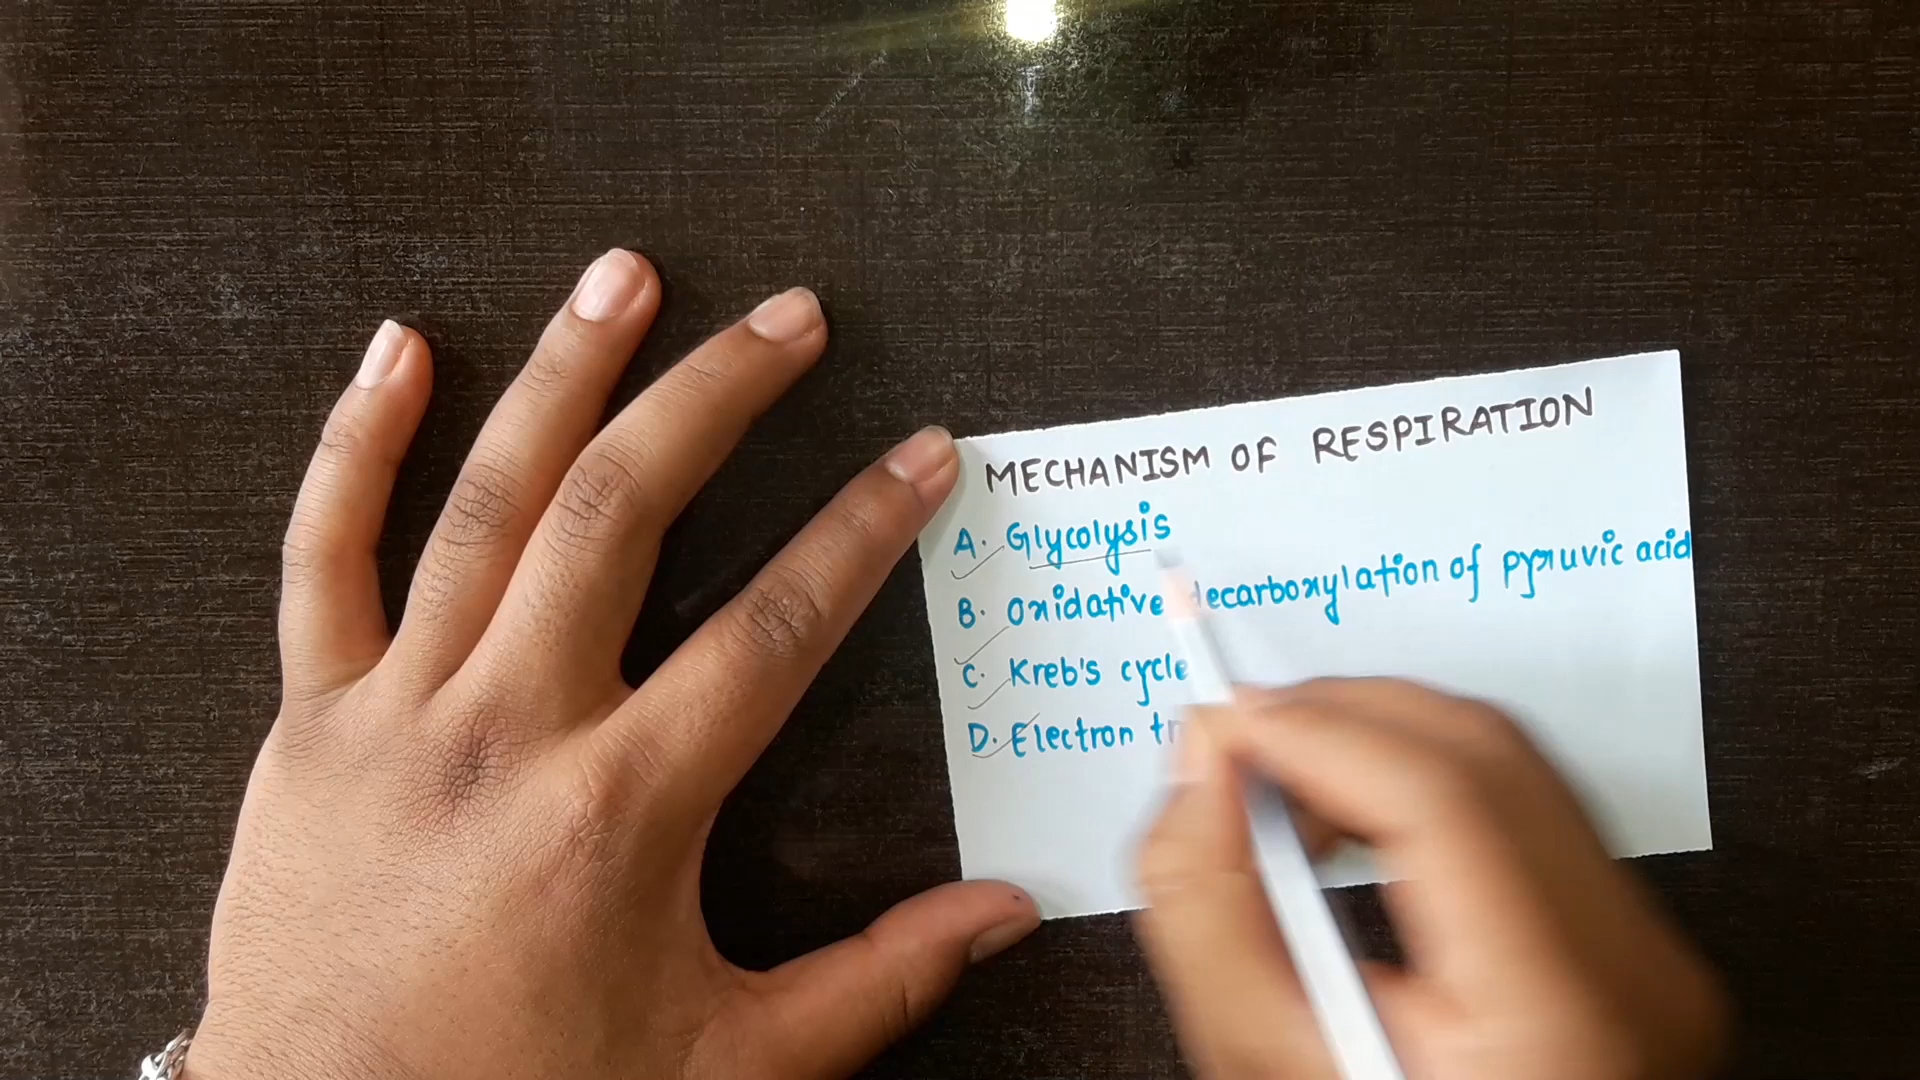 MECHANISM OF RESPIRATION
A. Glycolysis
B. Oxidative decarboxylation of pyruvic acid
C. Kreb's cycle
D. Electron